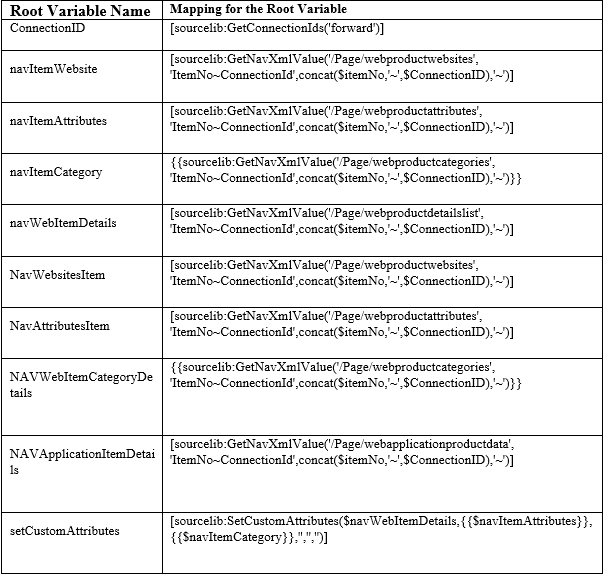 Root Variable Name
Mapping for the Root Variable
ConnectionID
[sourcelib:GetConnectionIds('forward')]
navItemWebsite
[sourcelib:GetNavXmlValue('/Page/webproductwebsites',
'ItemNo~ConnectionId',concat($itemNo,'~',$ConnectionID),'~')]
navItemAttributes
[sourcelib:GetNavXmlValue('/Page/webproductattributes',
'ItemNo~ConnectionId',concat($itemNo,'~',$ConnectionID),'~')]
navItemCategory
{{sourcelib:GetNavXmlValue('/Page/webproductcategories',
'ItemNo~ConnectionId',concat($itemNo,'~',$ConnectionID),'~')}}
navWebItemDetails
[sourcelib:GetNavXmlValue('/Page/webproductdetailslist',
'ItemNo~ConnectionId',concat($itemNo,'~',$ConnectionID),'~')]
NavWebsitesItem
[sourcelib:GetNavXmlValue('/Page/webproductwebsites',
'ItemNo~ConnectionId',concat($itemNo,'~',$ConnectionID),'~')]
NavAttributesItem
[sourcelib:GetNavXmlValue('/Page/webproductattributes',
'ItemNo~ConnectionId',concat($itemNo,'~',$ConnectionID),'~')]
NAVWebItemCategoryDe
tails
{{sourcelib:GetNavXmlValue('/Page/webproductcategories',
'ItemNo~ConnectionId',concat($itemNo,'~',$ConnectionID),'~')}}
NAVApplicationItemDetai
ls
[sourcelib:GetNavXmlValue('/Page/webapplicationproductdata',
'ItemNo~ConnectionId',concat($itemNo,'~',$ConnectionID),'~')]
setCustomAttributes
[sourcelib:SetCustomAttributes($navWebItemDetails,{{$navItemAttributes}},
{{$navItemCategory}},'','','')]